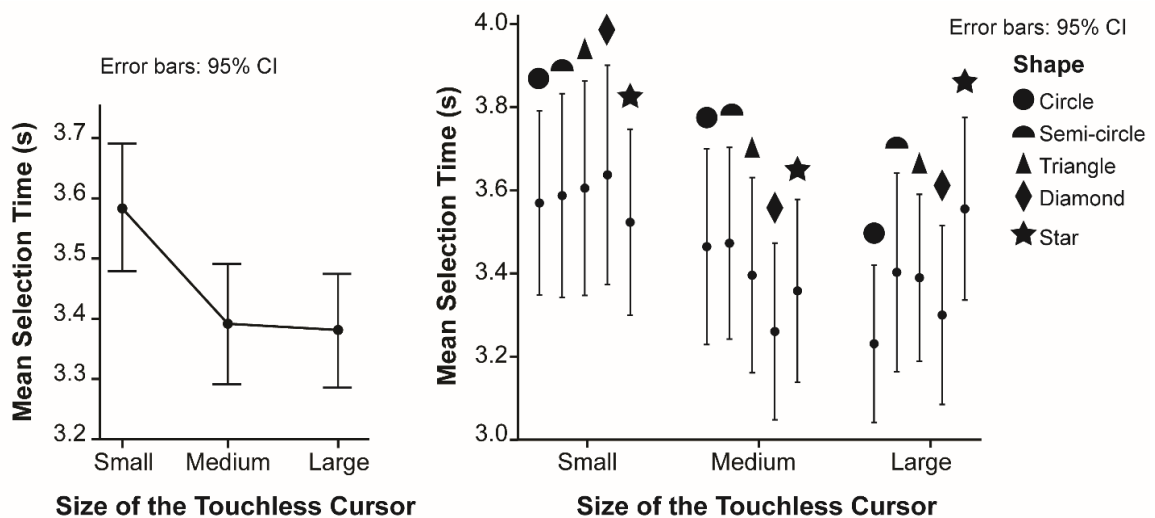 Error bars: 95% CI
Mean Selection Time (s)
3.7
3.6
3.5
3.4
3.3
3.2
Small Medium Large
Size of the Touchless Cursor
Error bars: 95% CI
Shape
Circle
Semi-circle
Triangle
Diamond
Star
Mean Selection Time (s)
4.0
3.8
3.6
3.4
3.2
3.0
Small Medium Large
Size of the Touchless Cursor